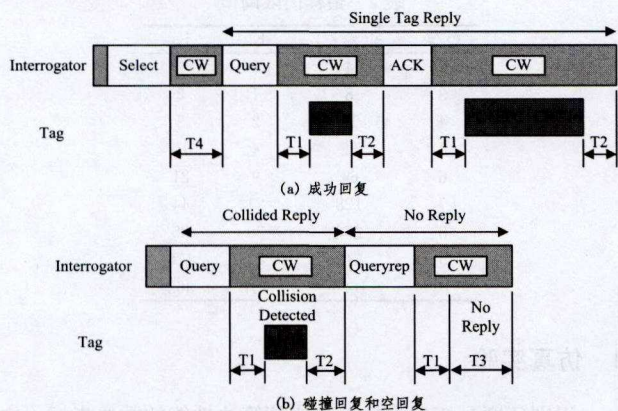 Single Tag Reply
Interrogator Select CW Query CW ACK CW
Tag
T4 T1 T2 T1 T2
(a) 成功回复
Collided Reply No Reply
Interrogator Query CW Queryrep CW
Collision Detected
No Reply
Tag
T1 T2 T1 T3
(b) 碰撞回复和空回复